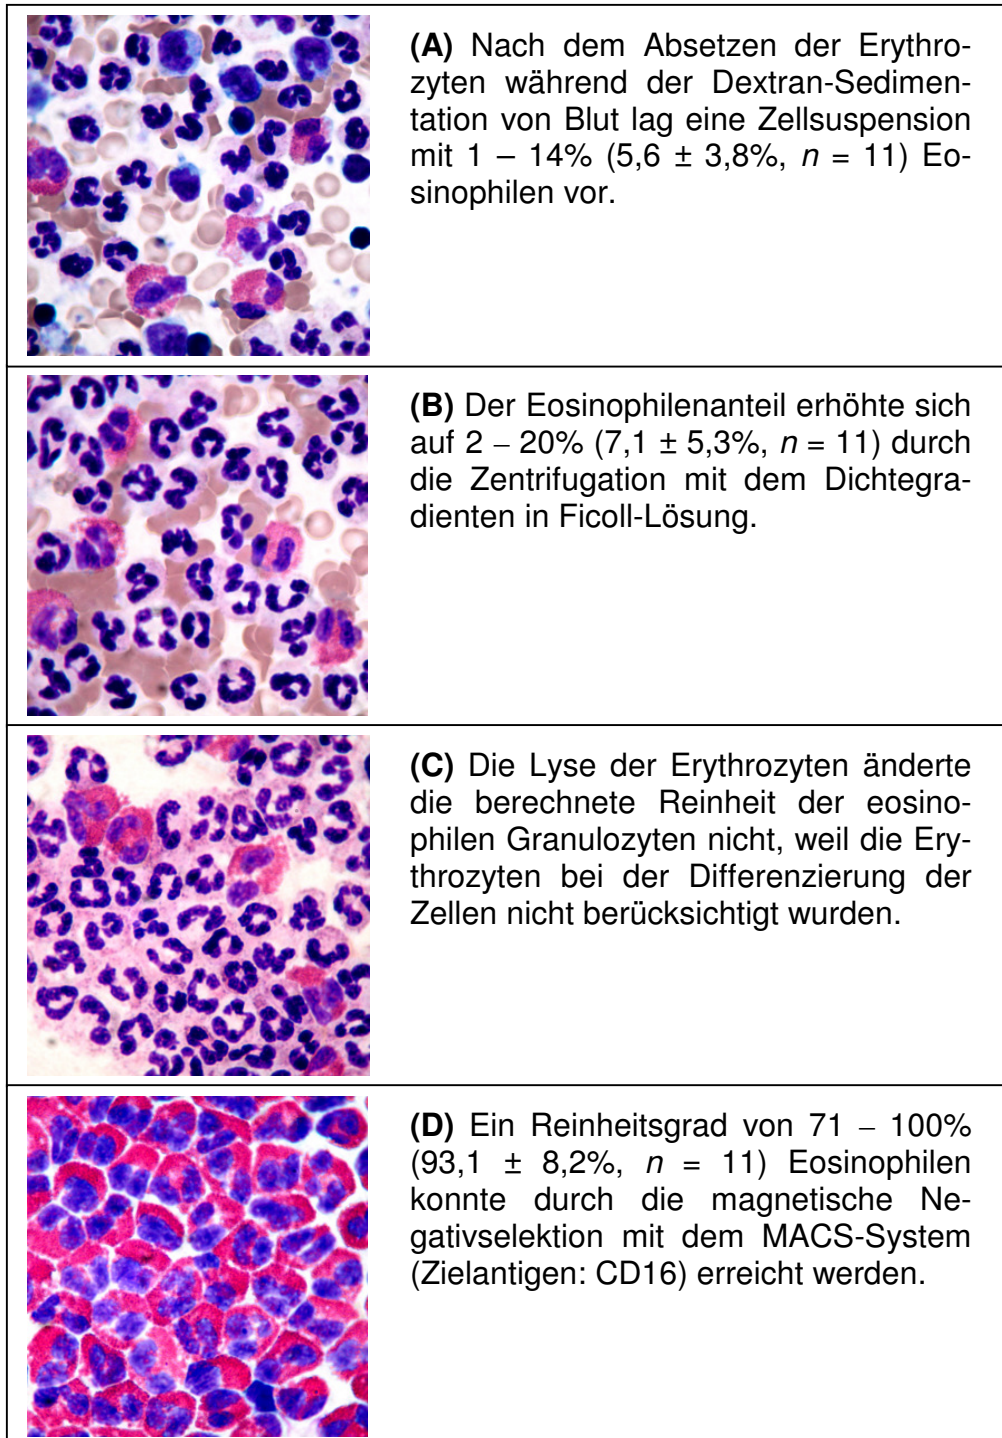 (A) Nach dem Absetzen der Erythro-
zyten während der Dextran-Sedimen-
tation von Blut lag eine Zellsuspension
mit 1 – 14% (5,6 ± 3,8%, n = 11) Eo-
sinophilen vor.
(B) Der Eosinophilenanteil erhöhte sich
auf 2 – 20% (7,1 ± 5,3%, n = 11) durch
die Zentrifugation mit dem Dichtegra-
dienten in Ficoll-Lösung.
(C) Die Lyse der Erythrozyten änderte
die berechnete Reinheit der eosino-
philen Granulozyten nicht, weil die Ery-
throzyten bei der Differenzierung der
Zellen nicht berücksichtigt wurden.
(D) Ein Reinheitsgrad von 71 – 100%
(93,1 ± 8,2%, n = 11) Eosinophilen
konnte durch die magnetische Ne-
gativselektion mit dem MACS-System
(Zielantigen: CD16) erreicht werden.